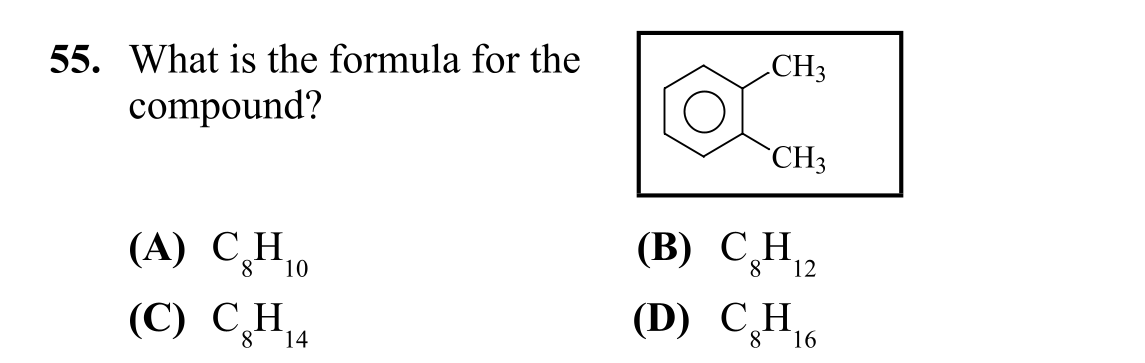 55. What is the formula for the
compound?
CH₃
CH₃
(A) C₈H₁₀
(B) C₈H₁₂
(C) C₈H₁₄
(D) C₈H₁₆